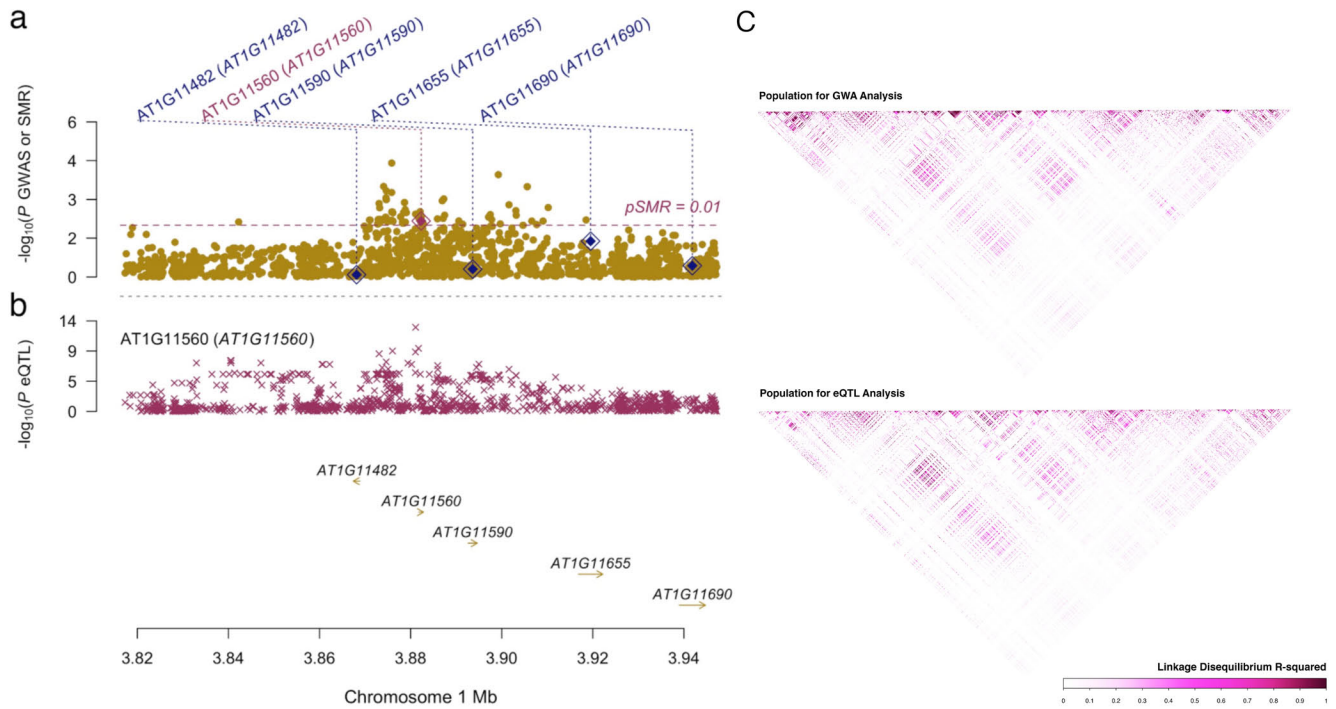 a
AT1G11482 (AT1G11482)
AT1G11560 (AT1G11560)
AT1G11590 (AT1G11590)
AT1G11655 (AT1G11655)
AT1G11690 (AT1G11690)
-log10(P GWAS or SMR)
6
4
3
2
0
pSMR = 0.01
b
-log10(P eQTL)
14
9
5
0
AT1G11560 (AT1G11560)
AT1G11482
AT1G11560
AT1G11590
AT1G11655
AT1G11690
3.82 3.84 3.86 3.88 3.90 3.92 3.94
Chromosome 1 Mb
C
Population for GWA Analysis
Population for eQTL Analysis
Linkage Disequilibrium R-squared
0 0.1 0.2 0.3 0.4 0.5 0.6 0.7 0.8 0.9 1